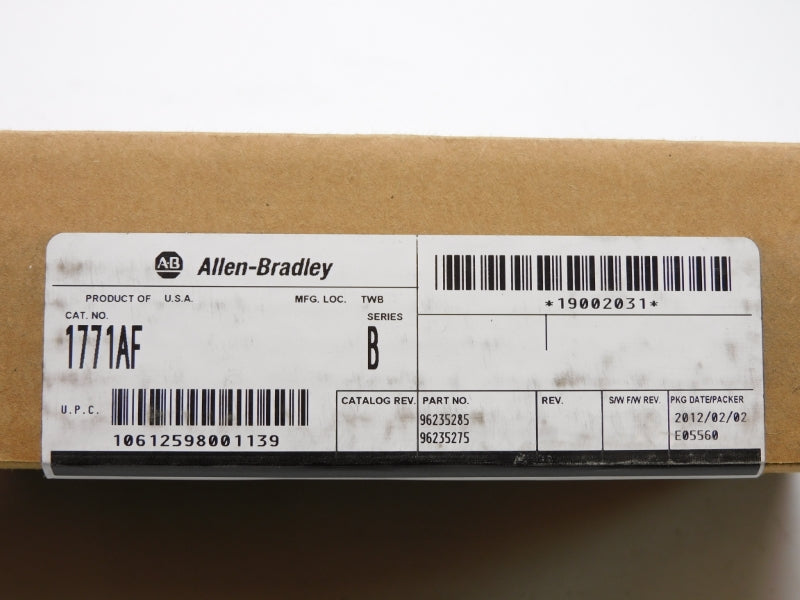 AB Allen-Bradley
*19002031*
PRODUCT OF U.S.A. MFG. LOC. TWB
CAT. NO. SERIES
1771AF B
U.P.C.
10612598001139
CATALOG REV. PART NO. REV. S/W F/W REV. PKG DATE/PACKER
96235285 2012/02/02
96235275 E05560